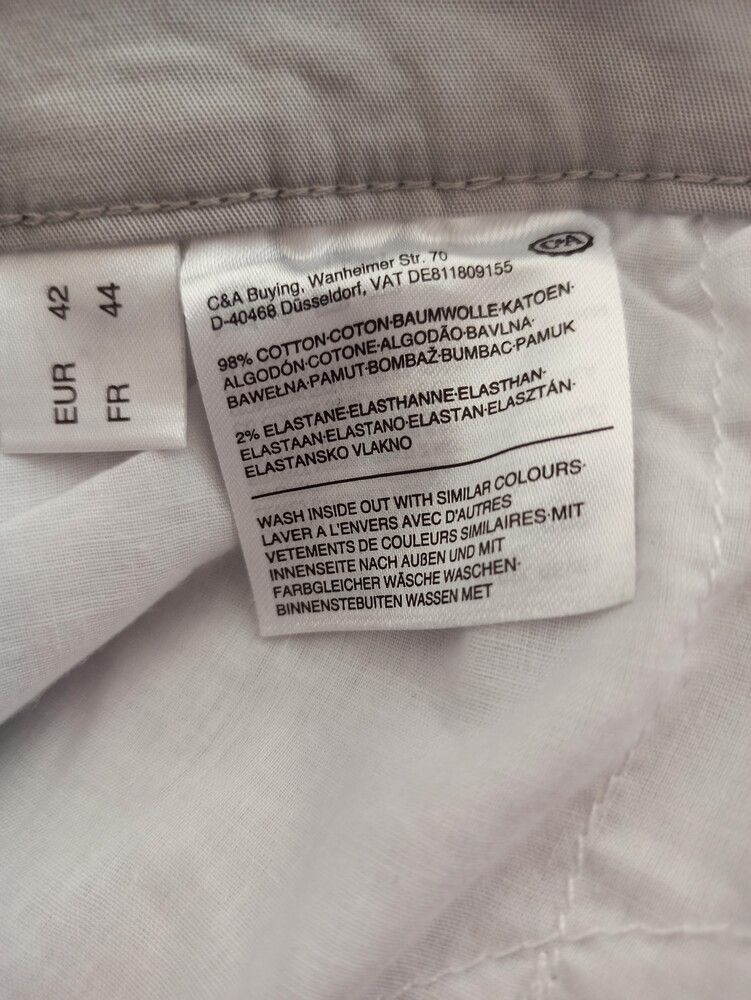 EUR 42
FR 44
C&A
C&A Buying, Wanheimer Str. 70
D-40468 Düsseldorf, VAT DE811809155
98% COTTON·COTON·BAUMWOLLE·KATOEN·
ALGODÓN·COTONE·ALGODÃO·BAVLNA·
BAWEŁNA·PAMUT·BOMBAŽ·BUMBAC·PAMUK
2% ELASTANE·ELASTHANNE·ELASTHAN·
ELASTAAN·ELASTANO·ELASTAN·ELASZTÁN·
ELASTANSKO VLAKNO
WASH INSIDE OUT WITH SIMILAR COLOURS·
LAVER A L'ENVERS AVEC D'AUTRES
VETEMENTS DE COULEURS SIMILAIRES·MIT
INNENSEITE NACH AUßEN UND MIT
FARBGLEICHER WÄSCHE WASCHEN·
BINNENSTEBUITEN WASSEN MET